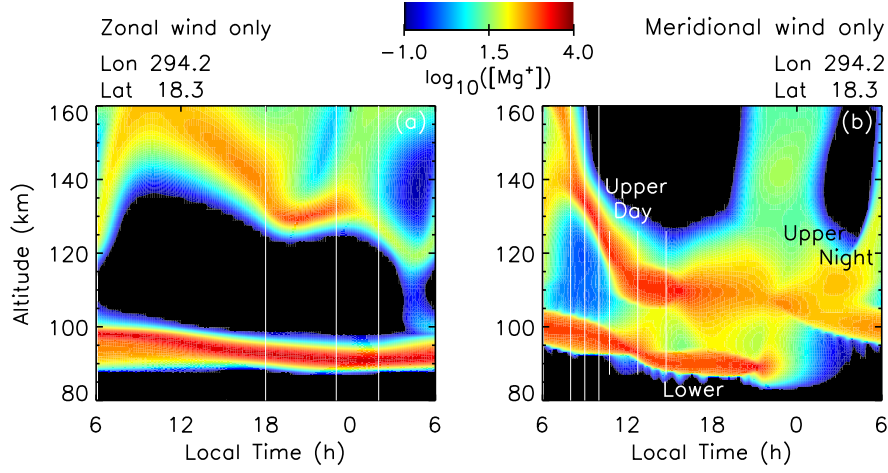 Zonal wind only
Lon 294.2
Lat 18.3
−1.0 1.5 4.0
log10([Mg+])
Meridional wind only
Lon 294.2
Lat 18.3
(a)
160
140
120
100
80
Altitude (km)
6 12 18 0 6
Local Time (h)
(b)
160
140
120
100
80
Upper
Day
Upper
Night
Lower
6 12 18 0 6
Local Time (h)